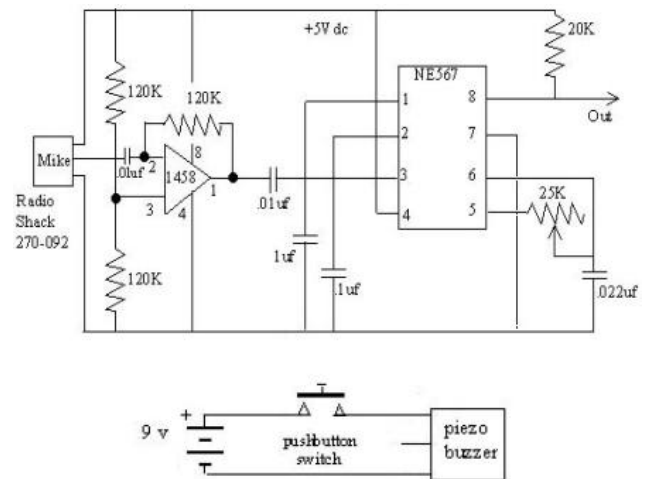 +5V dc
20K
120K
120K
NE567
1
8
Out
2
7
Mike
.01uf
2
8
1458
1
3
4
.01uf
3
6
25K
4
5
Radio
Shack
270-092
120K
1uf
.1uf
.022uf
+
9 v
pushbutton
switch
piezo
buzzer